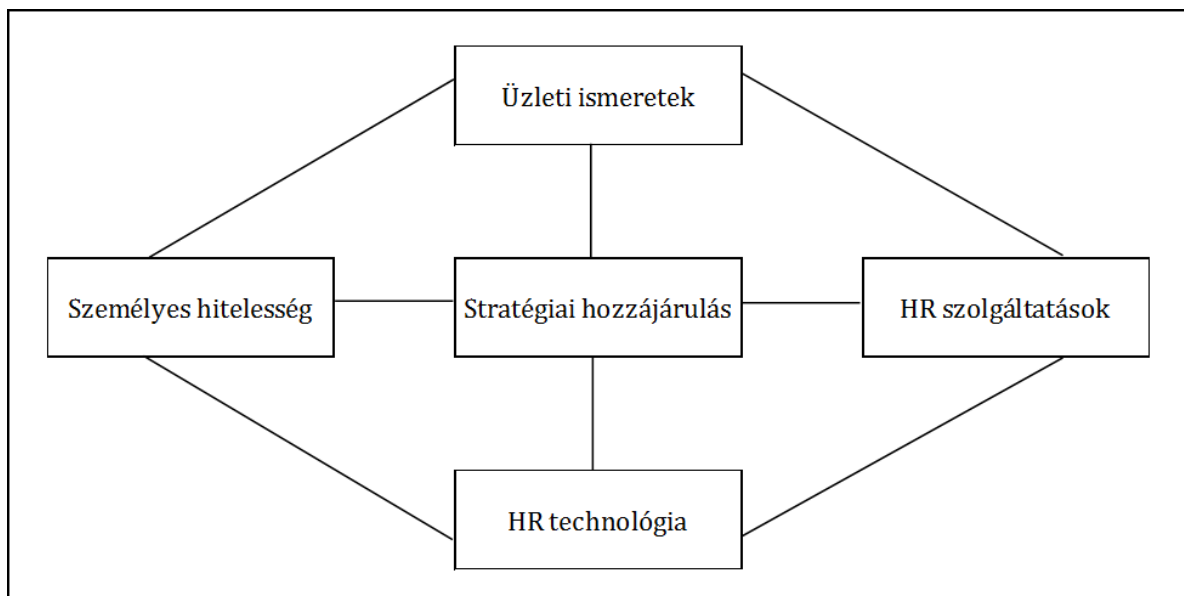 Üzleti ismeretek
Személyes hitelesség
Stratégiai hozzájárulás
HR szolgáltatások
HR technológia